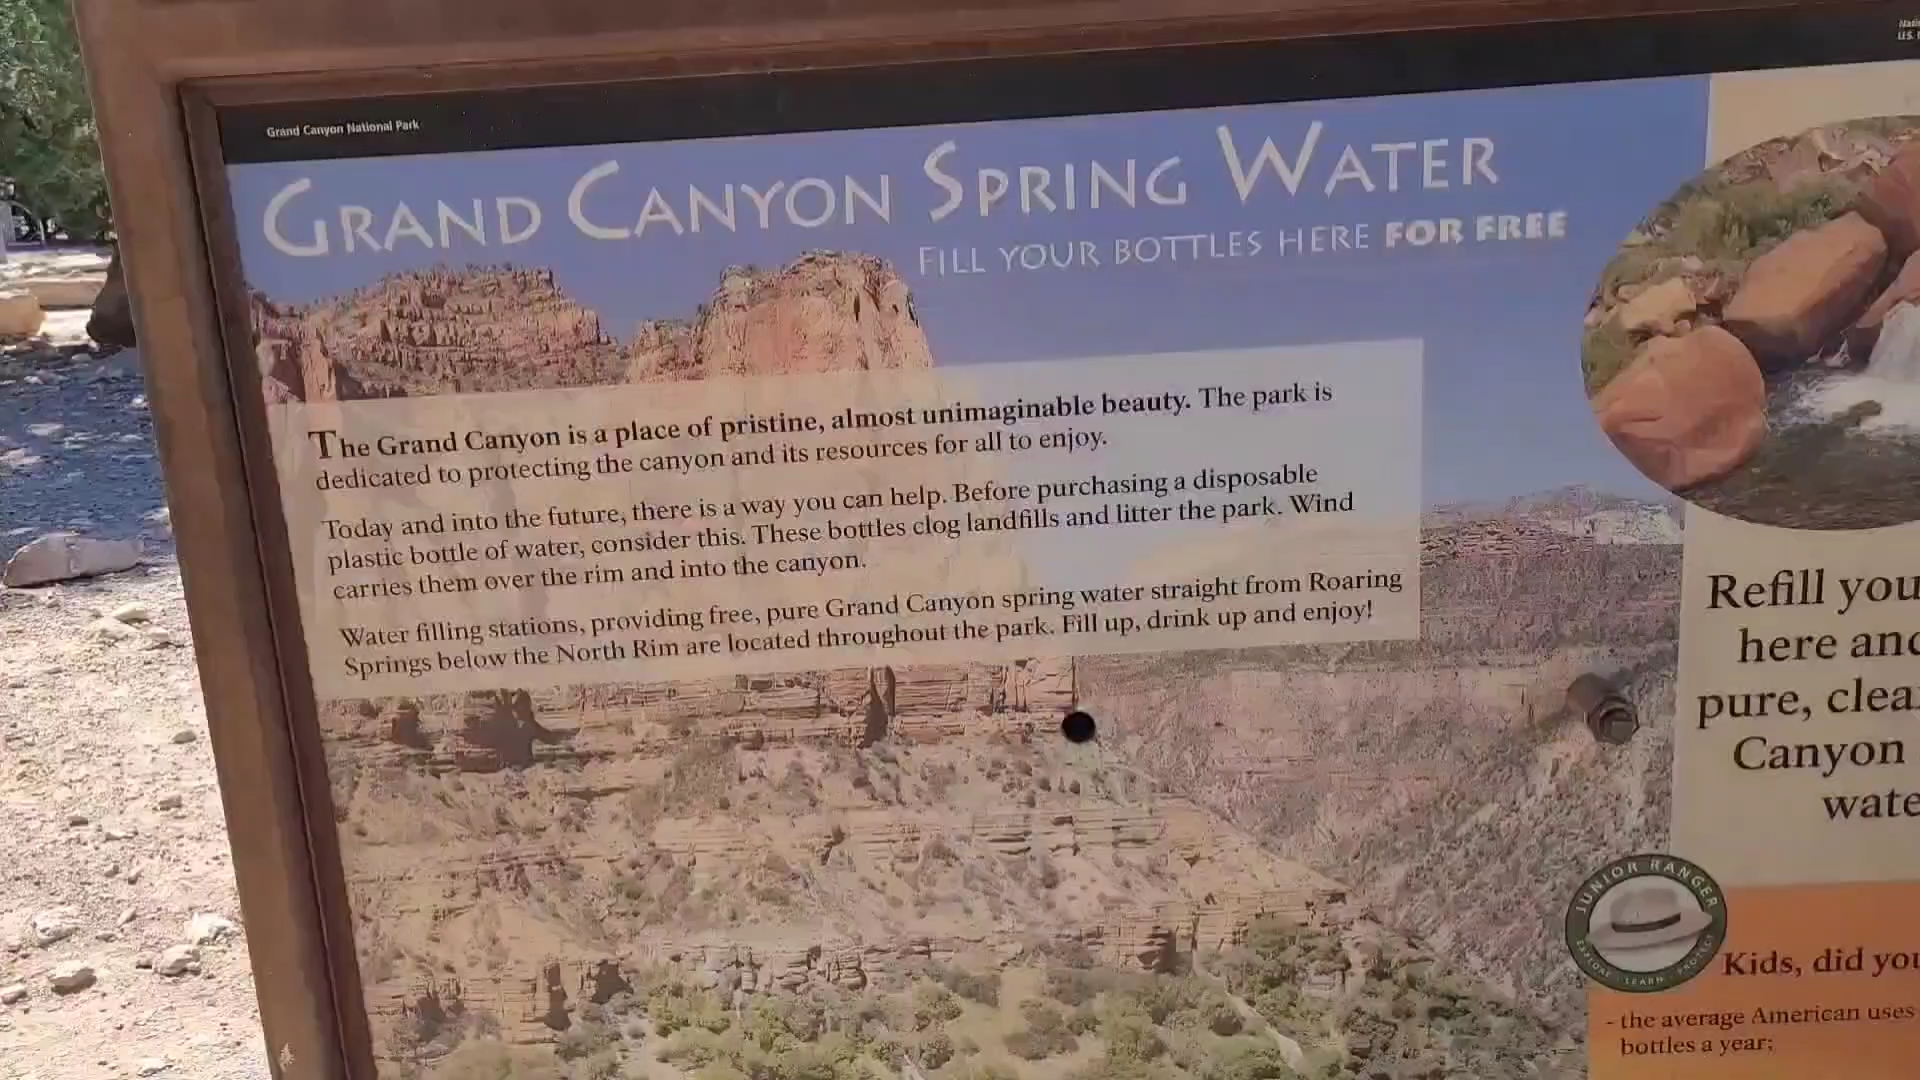 Grand Canyon National Park
U.S.
GRAND CANYON SPRING WATER
FILL YOUR BOTTLES HERE FOR FREE
The Grand Canyon is a place of pristine, almost unimaginable beauty. The park is
dedicated to protecting the canyon and its resources for all to enjoy.
Today and into the future, there is a way you can help. Before purchasing a disposable
plastic bottle of water, consider this. These bottles clog landfills and litter the park. Wind
carries them over the rim and into the canyon.
Water filling stations, providing free, pure Grand Canyon spring water straight from Roaring
Springs below the North Rim are located throughout the park. Fill up, drink up and enjoy!
Refill you
here and
pure, clea
Canyon
wate
JUNIOR RANGER
EXPLORE · LEARN · PROTECT
Kids, did you
- the average American uses
bottles a year;